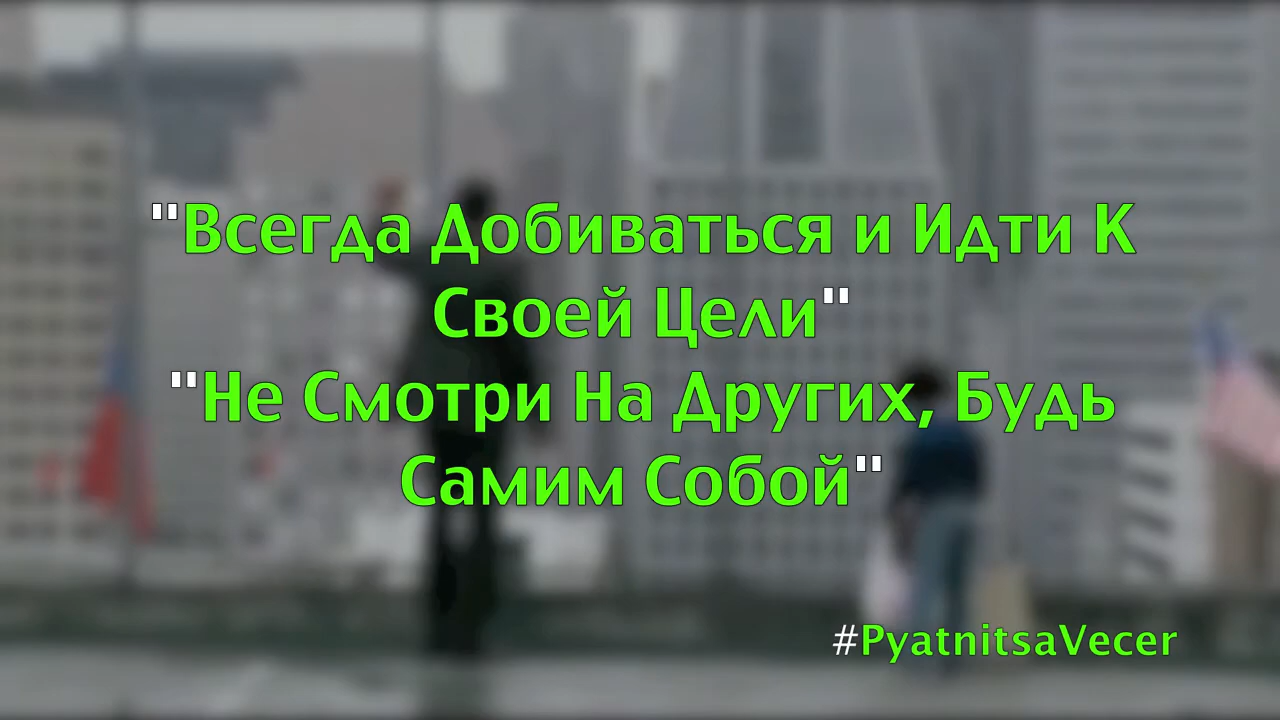 "Всегда Добиваться и Идти К
Своей Цели"
"Не Смотри На Других, Будь
Самим Собой"
#PyatnitsaVecer